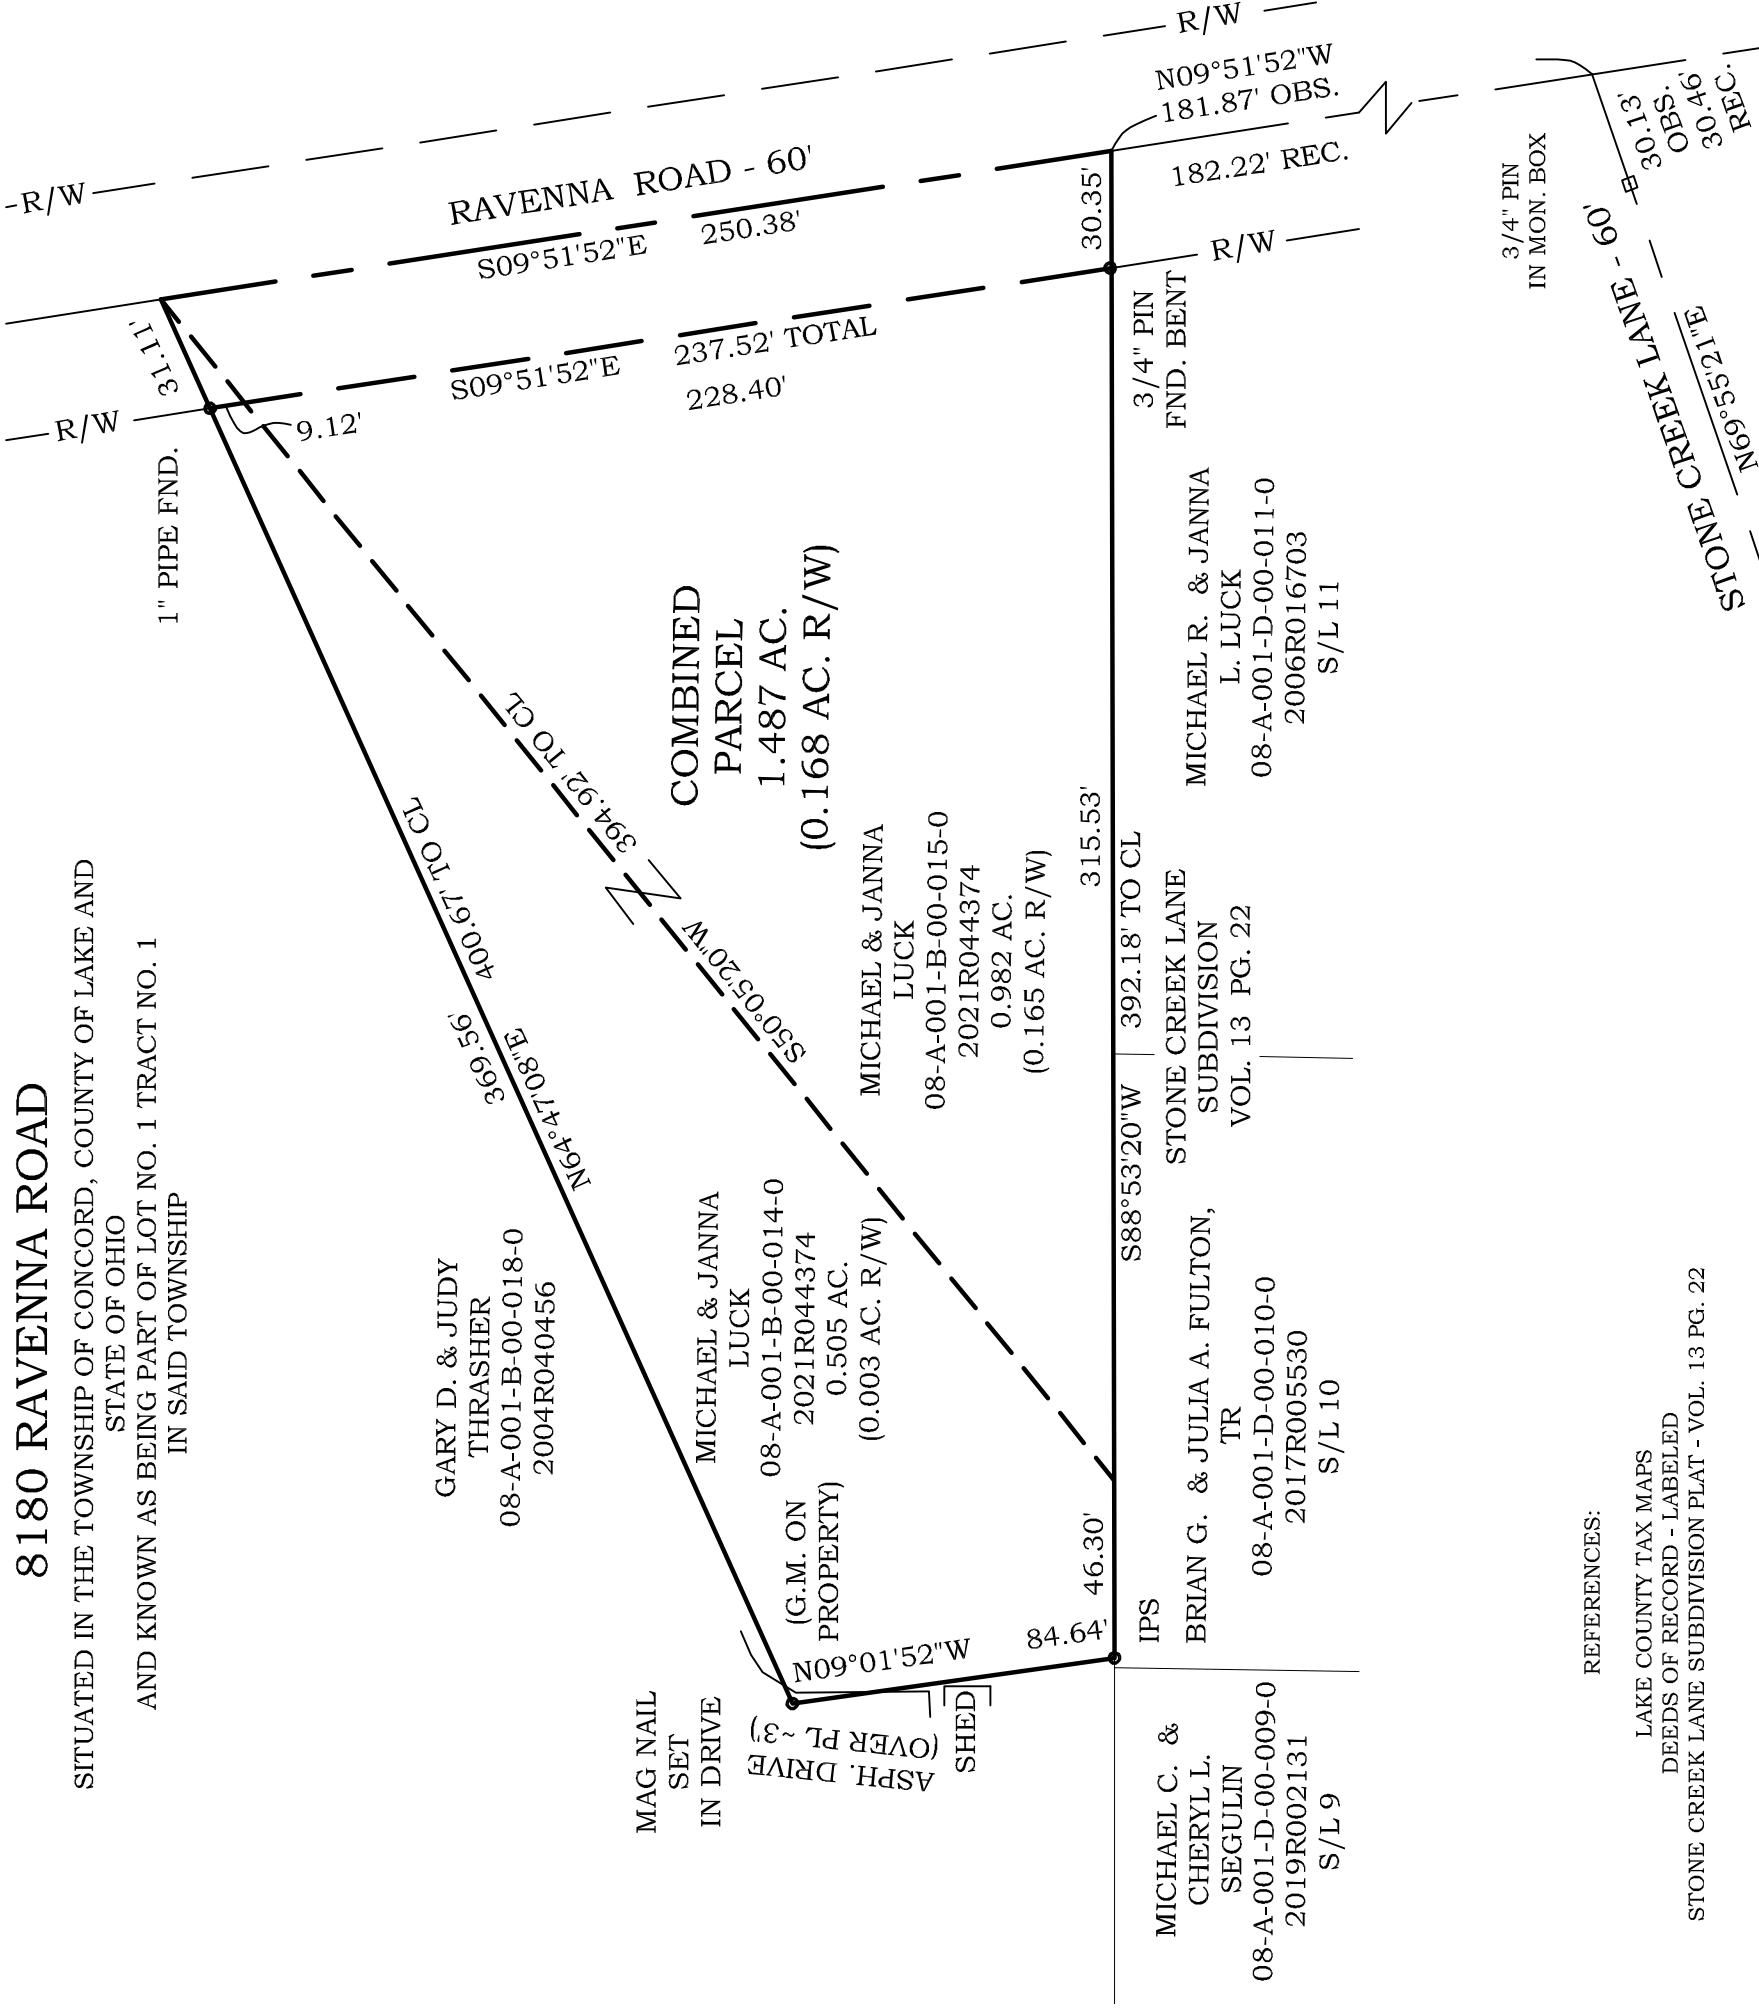 8180 RAVENNA ROAD
SITUATED IN THE TOWNSHIP OF CONCORD, COUNTY OF LAKE AND
STATE OF OHIO
AND KNOWN AS BEING PART OF LOT NO. 1 TRACT NO. 1
IN SAID TOWNSHIP
R/W
R/W
N09°51'52"W
181.87' OBS.
182.22' REC.
RAVENNA ROAD - 60'
S09°51'52"E
250.38'
30.35'
R/W
31.11'
R/W
S09°51'52"E
237.52' TOTAL
228.40'
9.12'
1" PIPE FND.
3/4" PIN
FND. BENT
3/4" PIN
IN MON. BOX
30.13'
OBS.
30.46'
REC.
STONE CREEK LANE - 60'
N69°55'21"E
COMBINED
PARCEL
1.487 AC.
(0.168 AC. R/W)
394.92' TO CL
S50°05'20"W
400.67' TO CL
369.56'
N64°47'08"E
MICHAEL & JANNA
LUCK
08-A-001-B-00-015-0
2021R044374
0.982 AC.
(0.165 AC. R/W)
315.53'
392.18' TO CL
S88°53'20"W
MICHAEL R. & JANNA
L. LUCK
08-A-001-D-00-011-0
2006R016703
S/L 11
STONE CREEK LANE
SUBDIVISION
VOL. 13 PG. 22
GARY D. & JUDY
THRASHER
08-A-001-B-00-018-0
2004R040456
MICHAEL & JANNA
LUCK
08-A-001-B-00-014-0
2021R044374
0.505 AC.
(0.003 AC. R/W)
(G.M. ON
PROPERTY)
46.30'
84.64'
N09°01'52"W
IPS
BRIAN G. & JULIA A. FULTON,
TR
08-A-001-D-00-010-0
2017R005530
S/L 10
MAG NAIL
SET
IN DRIVE
ASPH. DRIVE
(OVER PL ~3')
SHED
MICHAEL C. &
CHERYL L.
SEGULIN
08-A-001-D-00-009-0
2019R002131
S/L 9
REFERENCES:
LAKE COUNTY TAX MAPS
DEEDS OF RECORD - LABELED
STONE CREEK LANE SUBDIVISION PLAT - VOL. 13 PG. 22